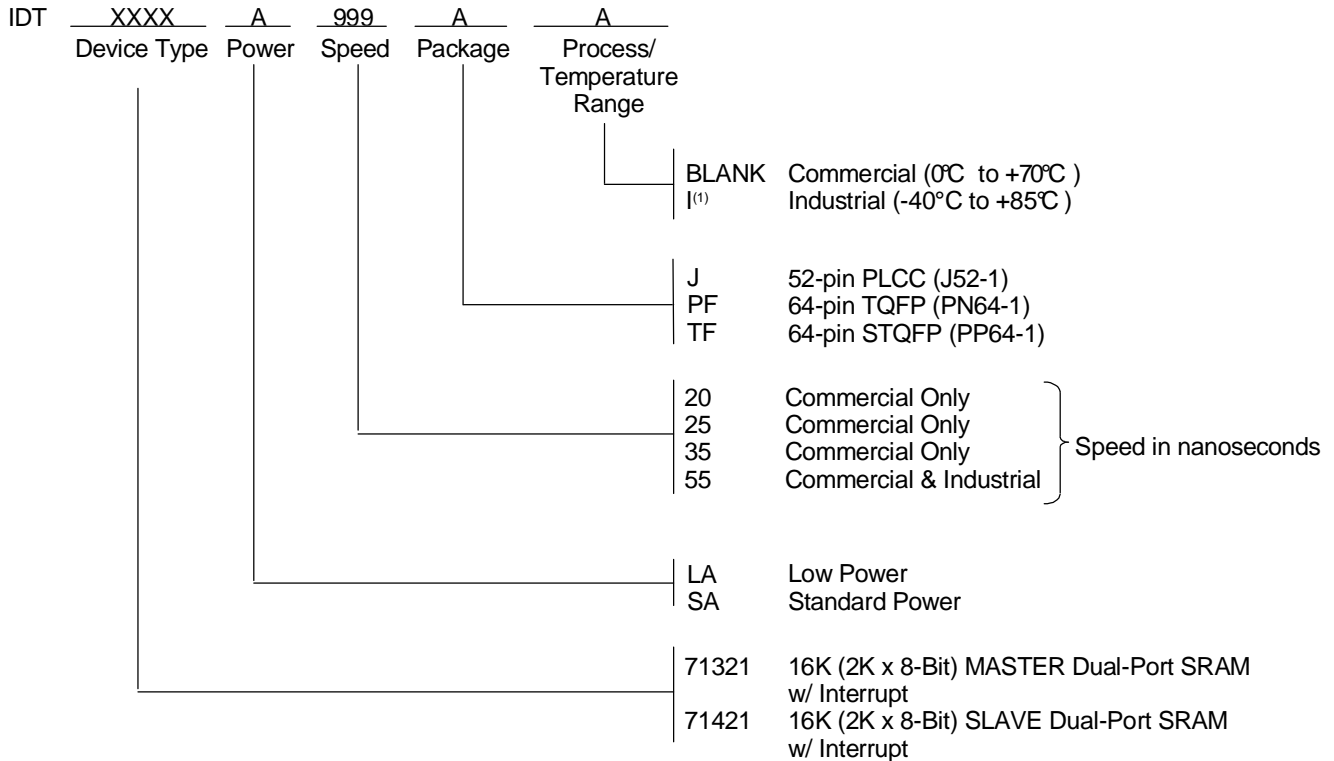 IDT XXXX A 999 A A
Device Type Power Speed Package Process/
Temperature
Range
BLANK Commercial (0°C to +70°C )
I(1) Industrial (-40°C to +85°C )
J 52-pin PLCC (J52-1)
PF 64-pin TQFP (PN64-1)
TF 64-pin STQFP (PP64-1)
20 Commercial Only
25 Commercial Only
35 Commercial Only
55 Commercial & Industrial
Speed in nanoseconds
LA Low Power
SA Standard Power
71321 16K (2K x 8-Bit) MASTER Dual-Port SRAM
w/ Interrupt
71421 16K (2K x 8-Bit) SLAVE Dual-Port SRAM
w/ Interrupt